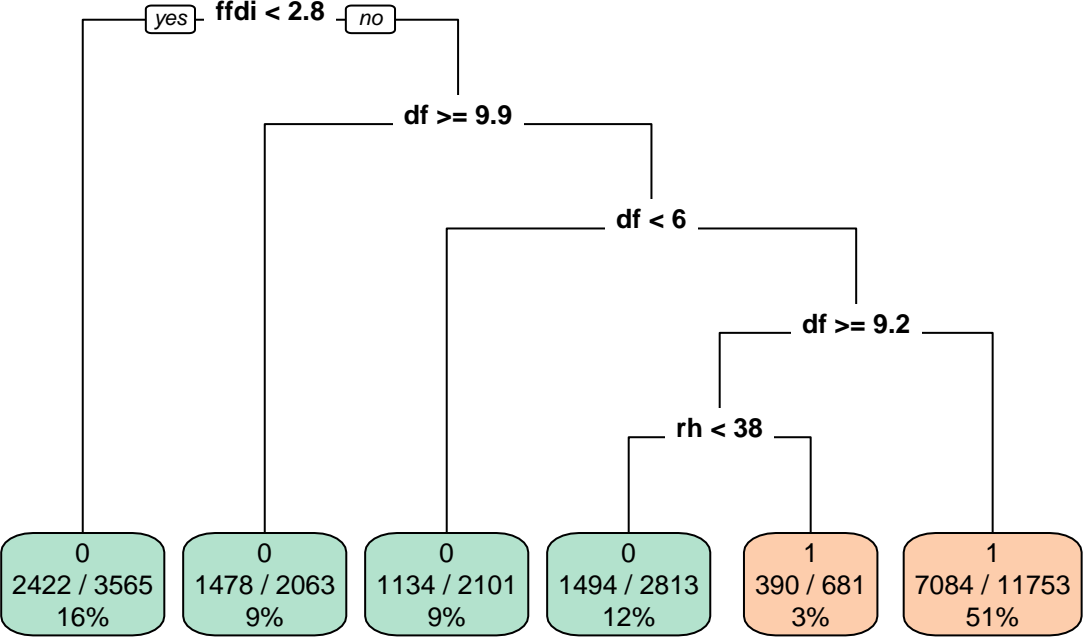 yes ffdi < 2.8 no
df >= 9.9
df < 6
df >= 9.2
rh < 38
0
2422 / 3565
16%
0
1478 / 2063
9%
0
1134 / 2101
9%
0
1494 / 2813
12%
1
390 / 681
3%
1
7084 / 11753
51%